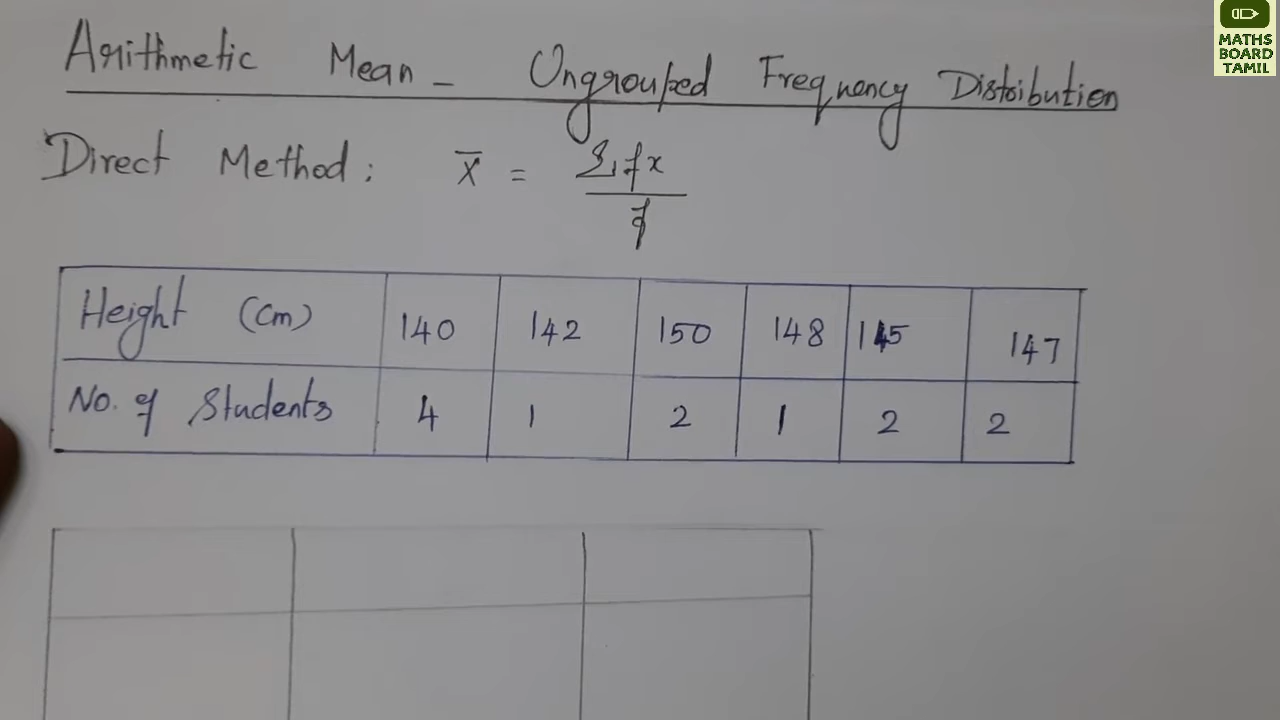 Arithmetic Mean - Ungrouped Frequency Distribution
Direct Method : x̄ = Σfx / f
Height (Cm) 140 142 150 148 145 147
No. of Students 4 1 2 1 2 2
MATHS
BOARD
TAMIL